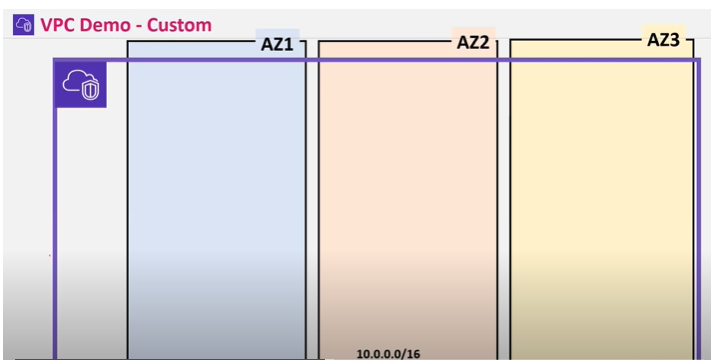 VPC Demo - Custom
AZ1
AZ2
AZ3
10.0.0.0/16